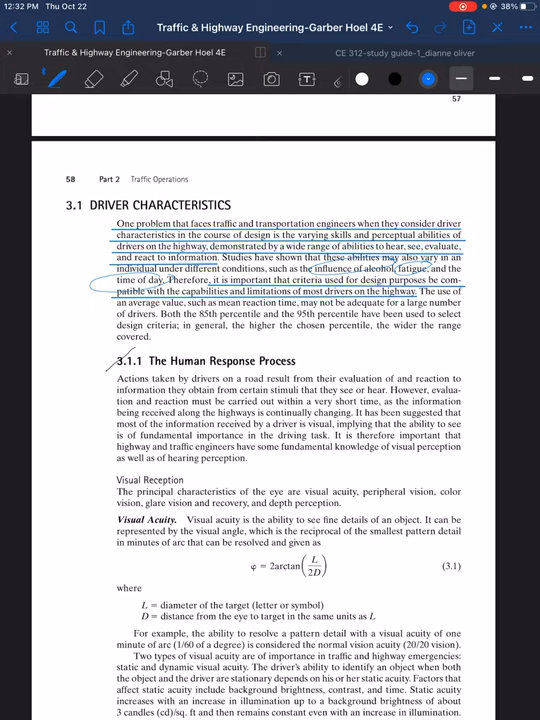 12:32 PM Thu Oct 22
38%
Traffic & Highway Engineering-Garber Hoel 4E
Traffic & Highway Engineering-Garber Hoel 4E
CE 312-study guide-1_dianne oliver
57
58 Part 2 Traffic Operations
3.1 DRIVER CHARACTERISTICS
One problem that faces traffic and transportation engineers when they consider driver
characteristics in the course of design is the varying skills and perceptual abilities of
drivers on the highway, demonstrated by a wide range of abilities to hear, see, evaluate,
and react to information. Studies have shown that these abilities may also vary in an
individual under different conditions, such as the influence of alcohol, fatigue, and the
time of day. Therefore, it is important that criteria used for design purposes be com-
patible with the capabilities and limitations of most drivers on the highway. The use of
an average value, such as mean reaction time, may not be adequate for a large number
of drivers. Both the 85th percentile and the 95th percentile have been used to select
design criteria; in general, the higher the chosen percentile, the wider the range
covered.
3.1.1 The Human Response Process
Actions taken by drivers on a road result from their evaluation of and reaction to
information they obtain from certain stimuli that they see or hear. However, evalua-
tion and reaction must be carried out within a very short time, as the information
being received along the highways is continually changing. It has been suggested that
most of the information received by a driver is visual, implying that the ability to see
is of fundamental importance in the driving task. It is therefore important that
highway and traffic engineers have some fundamental knowledge of visual perception
as well as of hearing perception.
Visual Reception
The principal characteristics of the eye are visual acuity, peripheral vision, color
vision, glare vision and recovery, and depth perception.
Visual Acuity. Visual acuity is the ability to see fine details of an object. It can be
represented by the visual angle, which is the reciprocal of the smallest pattern detail
in minutes of arc that can be resolved and given as
φ = 2arctan(L/2D) (3.1)
where
L = diameter of the target (letter or symbol)
D = distance from the eye to target in the same units as L
For example, the ability to resolve a pattern detail with a visual acuity of one
minute of arc (1/60 of a degree) is considered the normal vision acuity (20/20 vision).
Two types of visual acuity are of importance in traffic and highway emergencies:
static and dynamic visual acuity. The driver's ability to identify an object when both
the object and the driver are stationary depends on his or her static acuity. Factors that
affect static acuity include background brightness, contrast, and time. Static acuity
increases with an increase in illumination up to a background brightness of about
3 candles (cd)/sq. ft and then remains constant even with an increase in illumination.